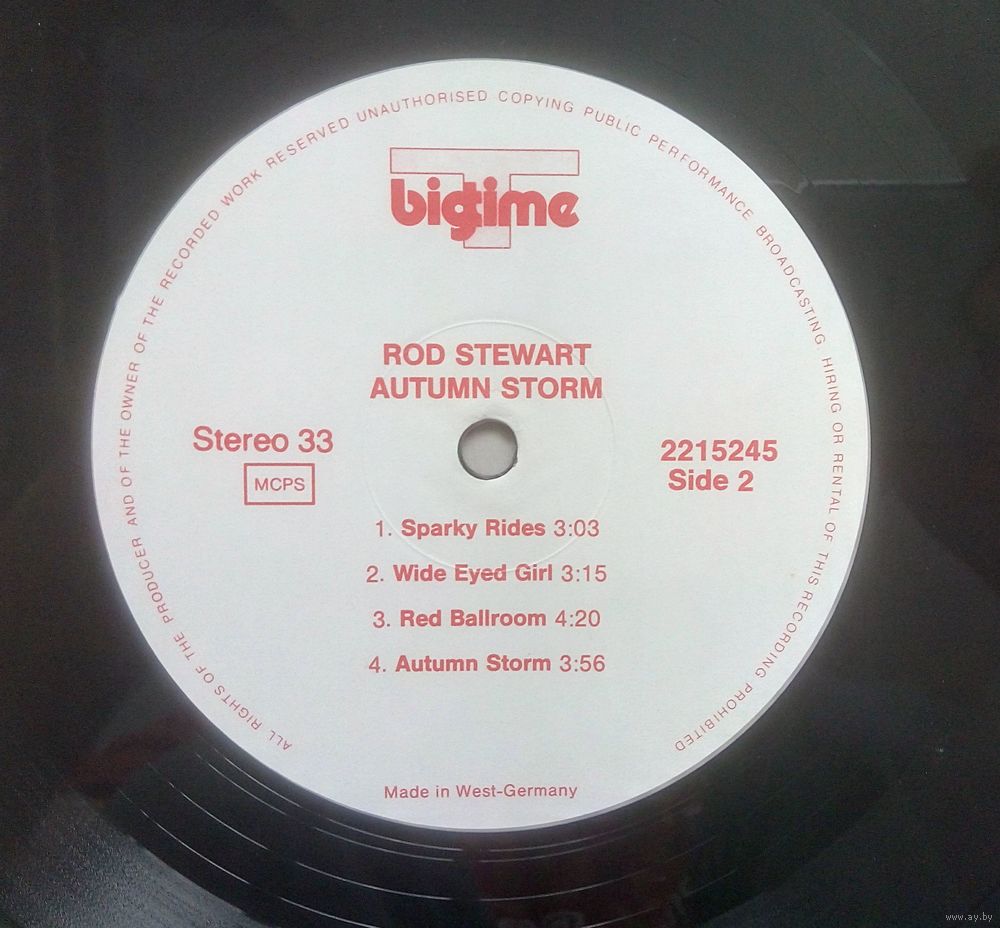 ALL RIGHTS OF THE PRODUCER AND OF THE OWNER OF THE RECORDED WORK RESERVED UNAUTHORISED COPYING PUBLIC PERFORMANCE BROADCASTING HIRING OR RENTAL OF THIS RECORDING PROHIBITED
T
bigtime
ROD STEWART
AUTUMN STORM
Stereo 33
MCPS
2215245
Side 2
1. Sparky Rides 3:03
2. Wide Eyed Girl 3:15
3. Red Ballroom 4:20
4. Autumn Storm 3:56
Made in West-Germany
www.ay.by